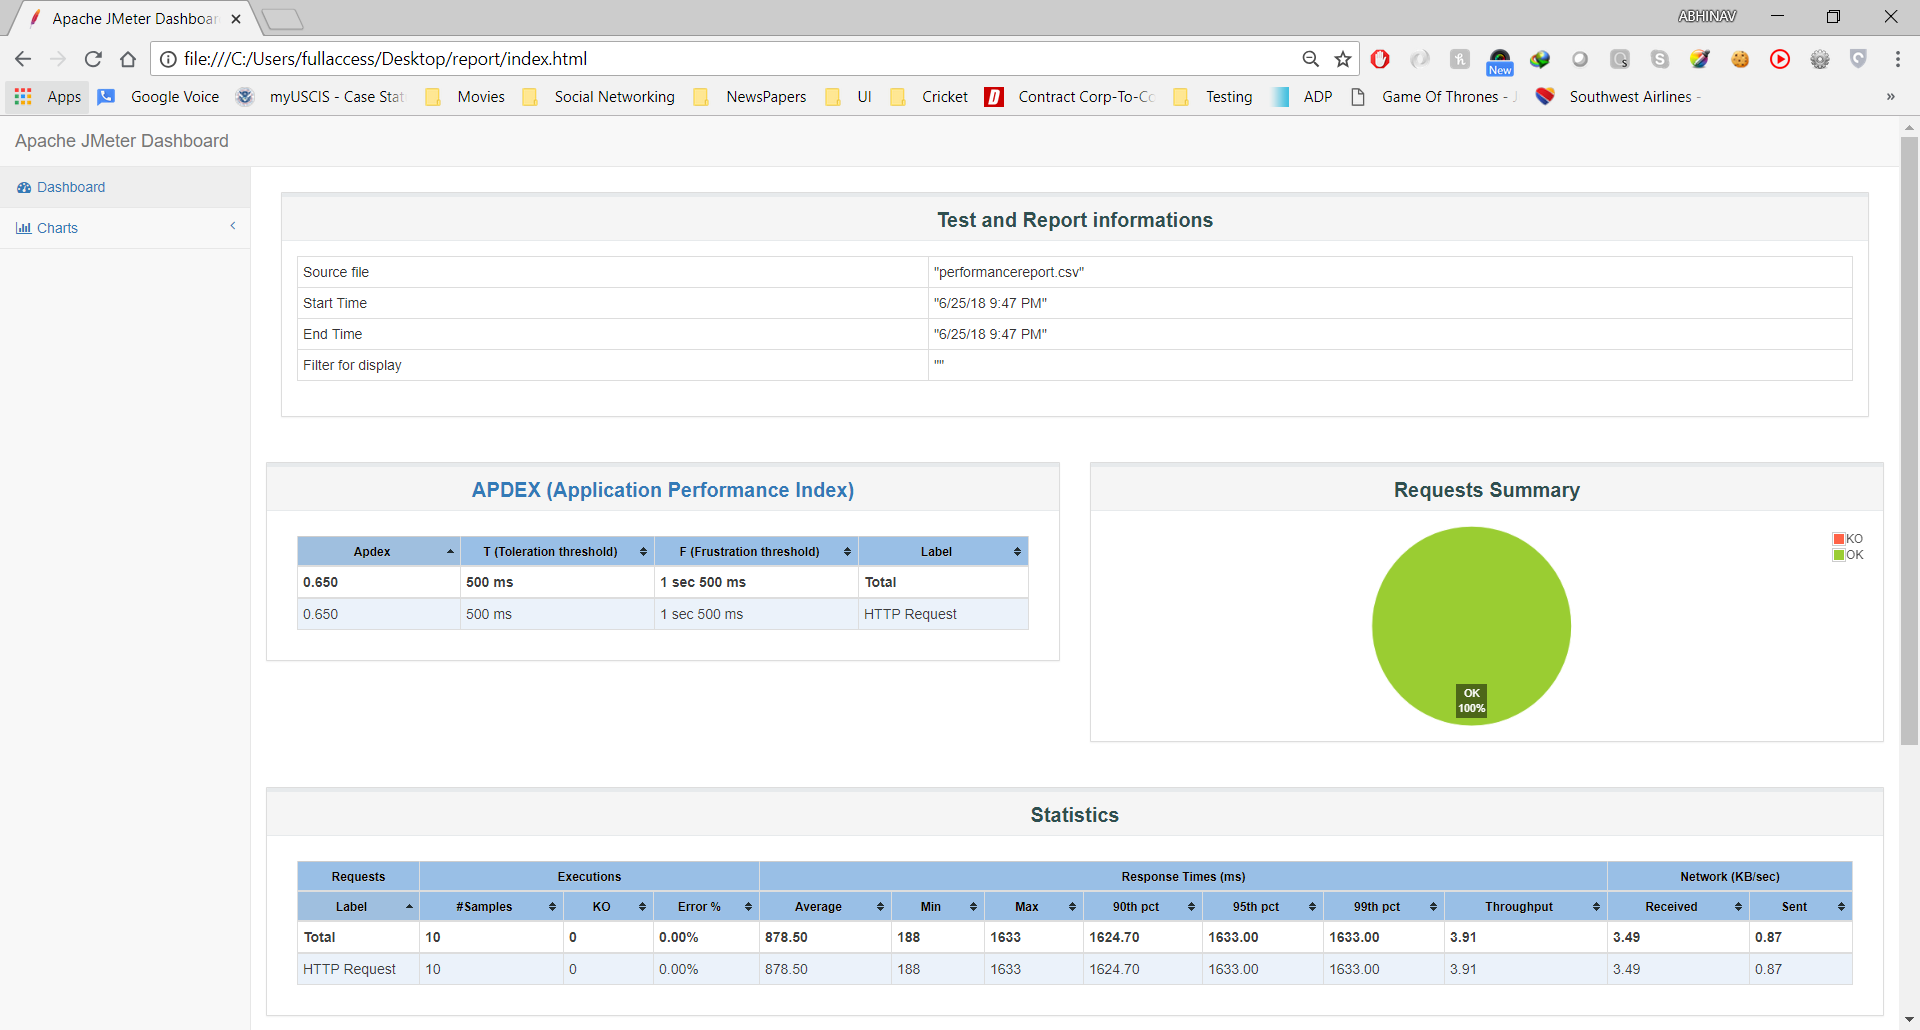 Apache JMeter Dashboar
ABHINAV
file:///C:/Users/fullaccess/Desktop/report/index.html
New
Apps Google Voice myUSCIS - Case Stat Movies Social Networking NewsPapers UI Cricket Contract Corp-To-Co Testing ADP Game Of Thrones - J Southwest Airlines - »
Apache JMeter Dashboard
Dashboard
Charts
Test and Report informations
Source file "performancereport.csv"
Start Time "6/25/18 9:47 PM"
End Time "6/25/18 9:47 PM"
Filter for display ""
APDEX (Application Performance Index)
Apdex T (Toleration threshold) F (Frustration threshold) Label
0.650 500 ms 1 sec 500 ms Total
0.650 500 ms 1 sec 500 ms HTTP Request
Requests Summary
KO
OK
OK
100%
Statistics
Requests Executions Response Times (ms) Network (KB/sec)
Label #Samples KO Error % Average Min Max 90th pct 95th pct 99th pct Throughput Received Sent
Total 10 0 0.00% 878.50 188 1633 1624.70 1633.00 1633.00 3.91 3.49 0.87
HTTP Request 10 0 0.00% 878.50 188 1633 1624.70 1633.00 1633.00 3.91 3.49 0.87